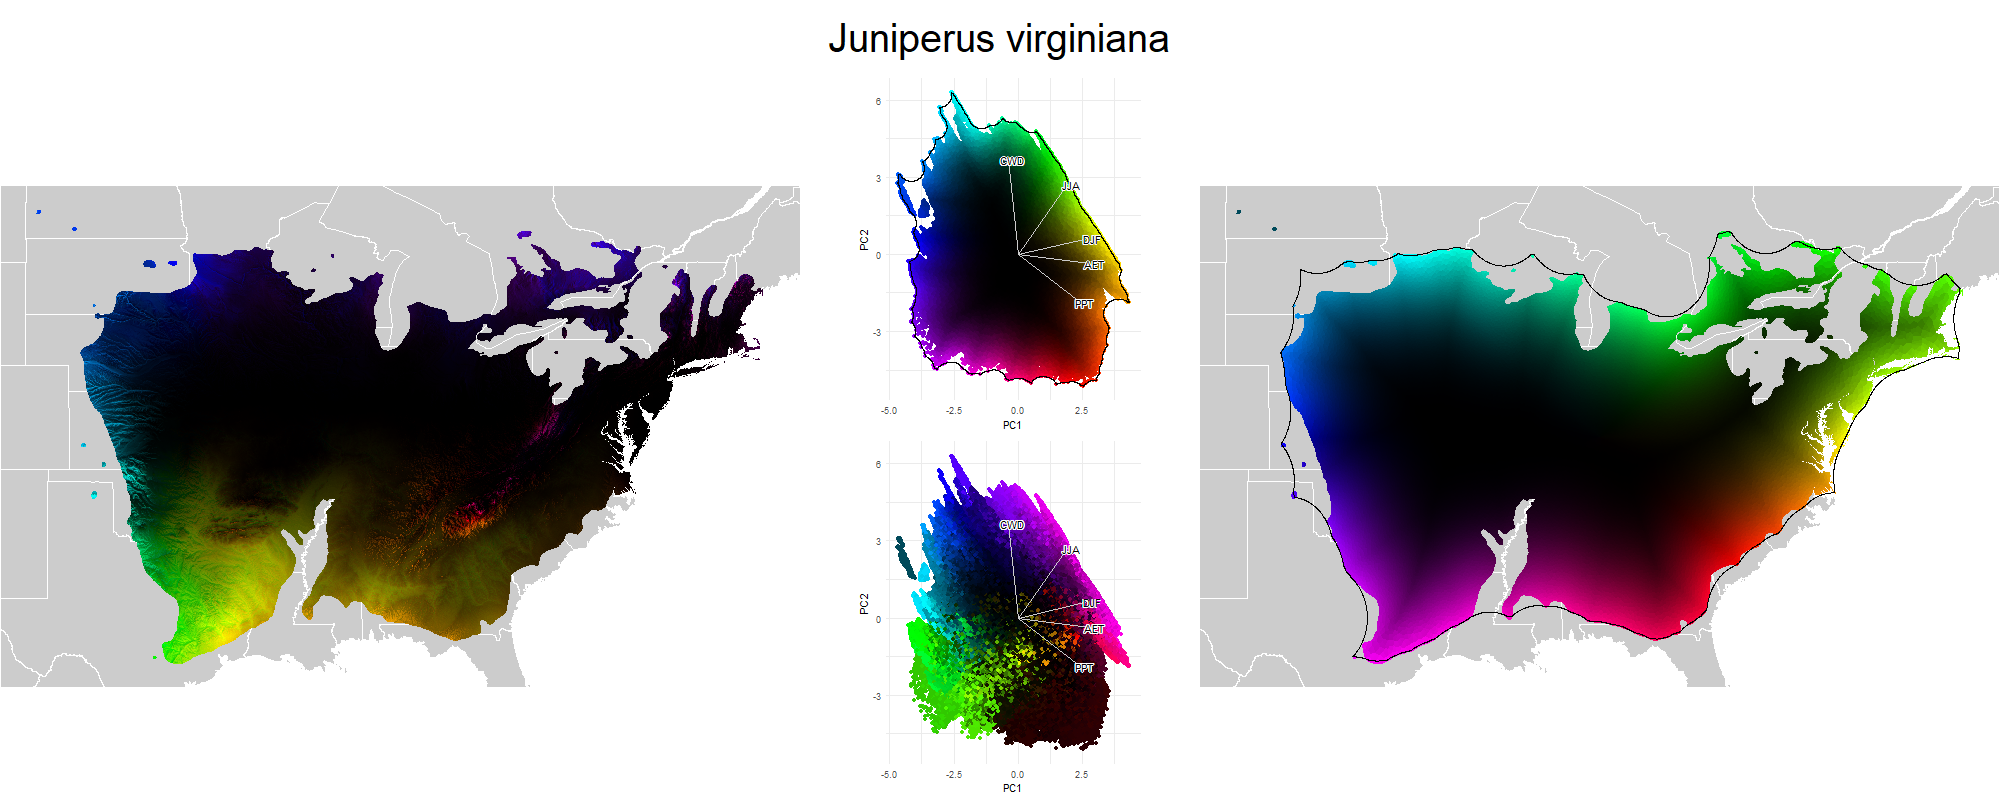 Juniperus virginiana
6
3
0
-3
PC2
CWD
JJA
DJF
AET
PPT
-5.0
-2.5
0.0
2.5
PC1
6
3
0
-3
PC2
CWD
JJA
DJF
AET
PPT
-5.0
-2.5
0.0
2.5
PC1